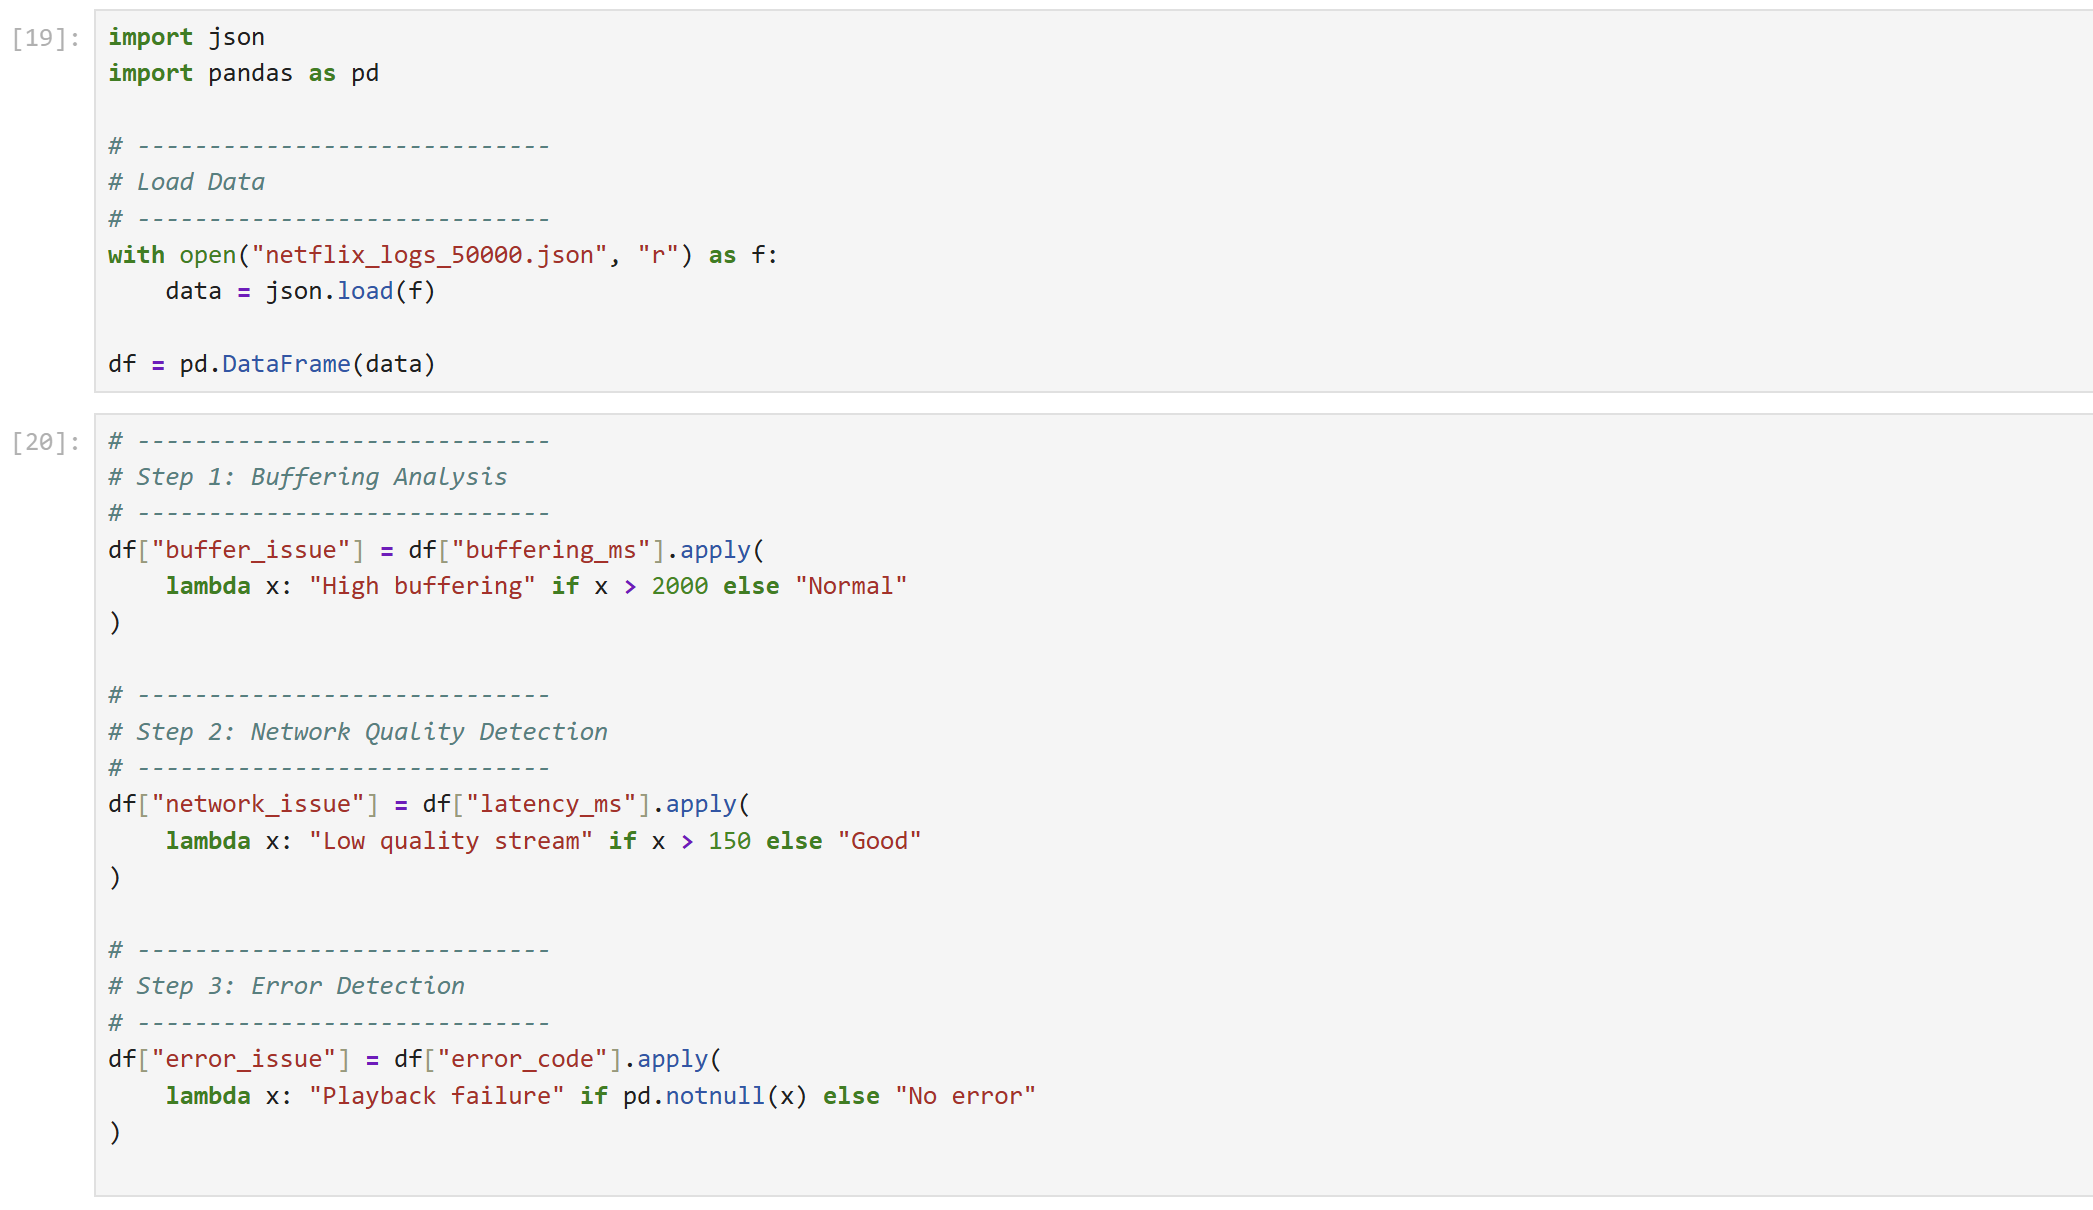 [19]:
import json
import pandas as pd
# -----------------------------
# Load Data
# -----------------------------
with open("netflix_logs_50000.json", "r") as f:
    data = json.load(f)
df = pd.DataFrame(data)
[20]:
# -----------------------------
# Step 1: Buffering Analysis
# -----------------------------
df["buffer_issue"] = df["buffering_ms"].apply(
    lambda x: "High buffering" if x > 2000 else "Normal"
)
# -----------------------------
# Step 2: Network Quality Detection
# -----------------------------
df["network_issue"] = df["latency_ms"].apply(
    lambda x: "Low quality stream" if x > 150 else "Good"
)
# -----------------------------
# Step 3: Error Detection
# -----------------------------
df["error_issue"] = df["error_code"].apply(
    lambda x: "Playback failure" if pd.notnull(x) else "No error"
)